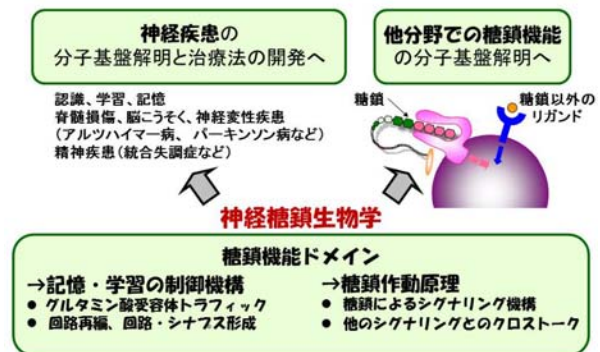 神経疾患の
分子基盤解明と治療法の開発へ
他分野での糖鎖機能
の分子基盤解明へ
認識、学習、記憶
脊髄損傷、脳こうそく、神経変性疾患
(アルツハイマー病、パーキンソン病など)
精神疾患(統合失調症など)
糖鎖
糖鎖以外の
リガンド
神経糖鎖生物学
糖鎖機能ドメイン
→記憶・学習の制御機構
● グルタミン酸受容体トラフィック
● 回路再編、回路・シナプス形成
→糖鎖作動原理
● 糖鎖によるシグナリング機構
● 他のシグナリングとのクロストーク